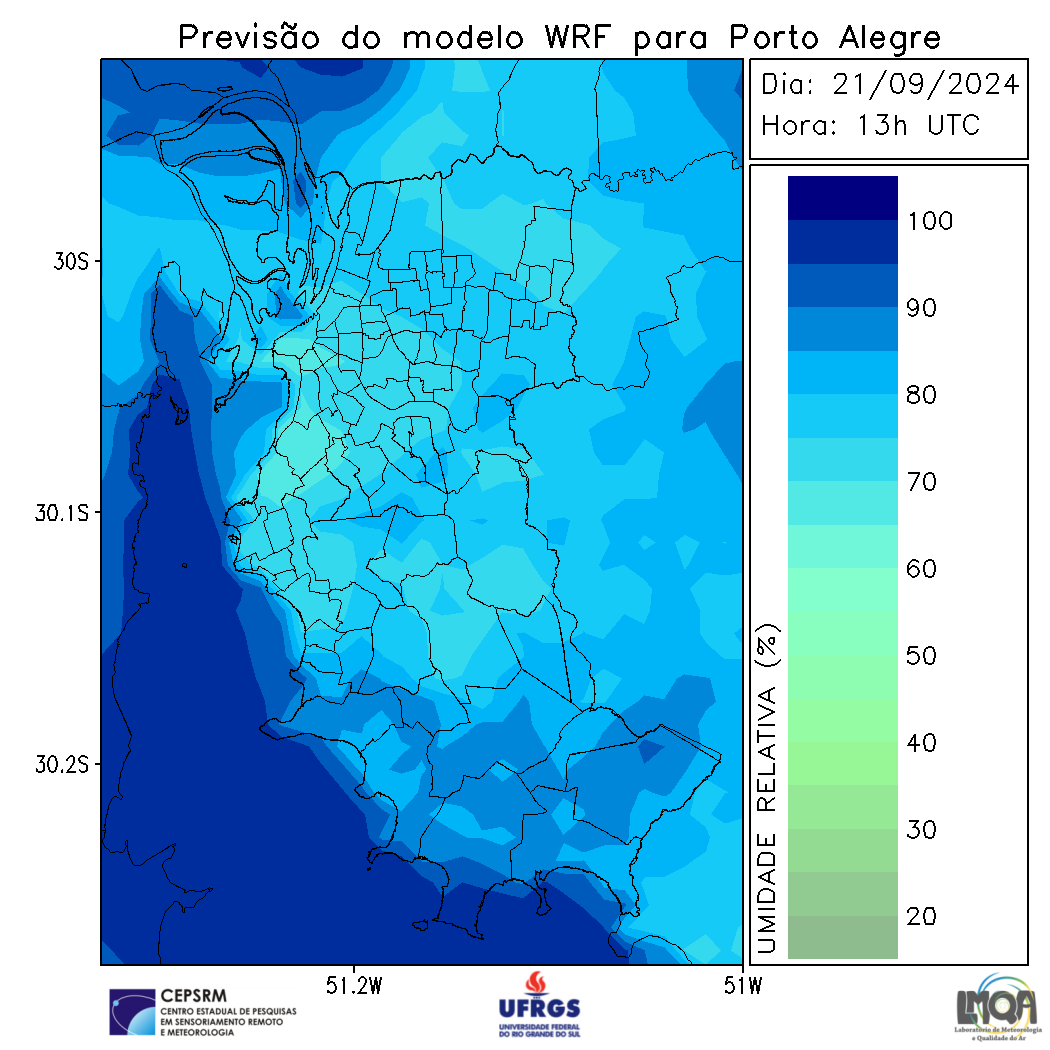 Previsão do modelo WRF para Porto Alegre
Dia: 21/09/2024
Hora: 13h UTC
30S
30.1S
30.2S
51.2W
51W
UMIDADE RELATIVA (%)
100
90
80
70
60
50
40
30
20
CEPSRM
CENTRO ESTADUAL DE PESQUISAS
EM SENSORIAMENTO REMOTO
E METEOROLOGIA
UFRGS
UNIVERSIDADE FEDERAL
DO RIO GRANDE DO SUL
LMQA
Laboratório de Meteorologia
e Qualidade do Ar